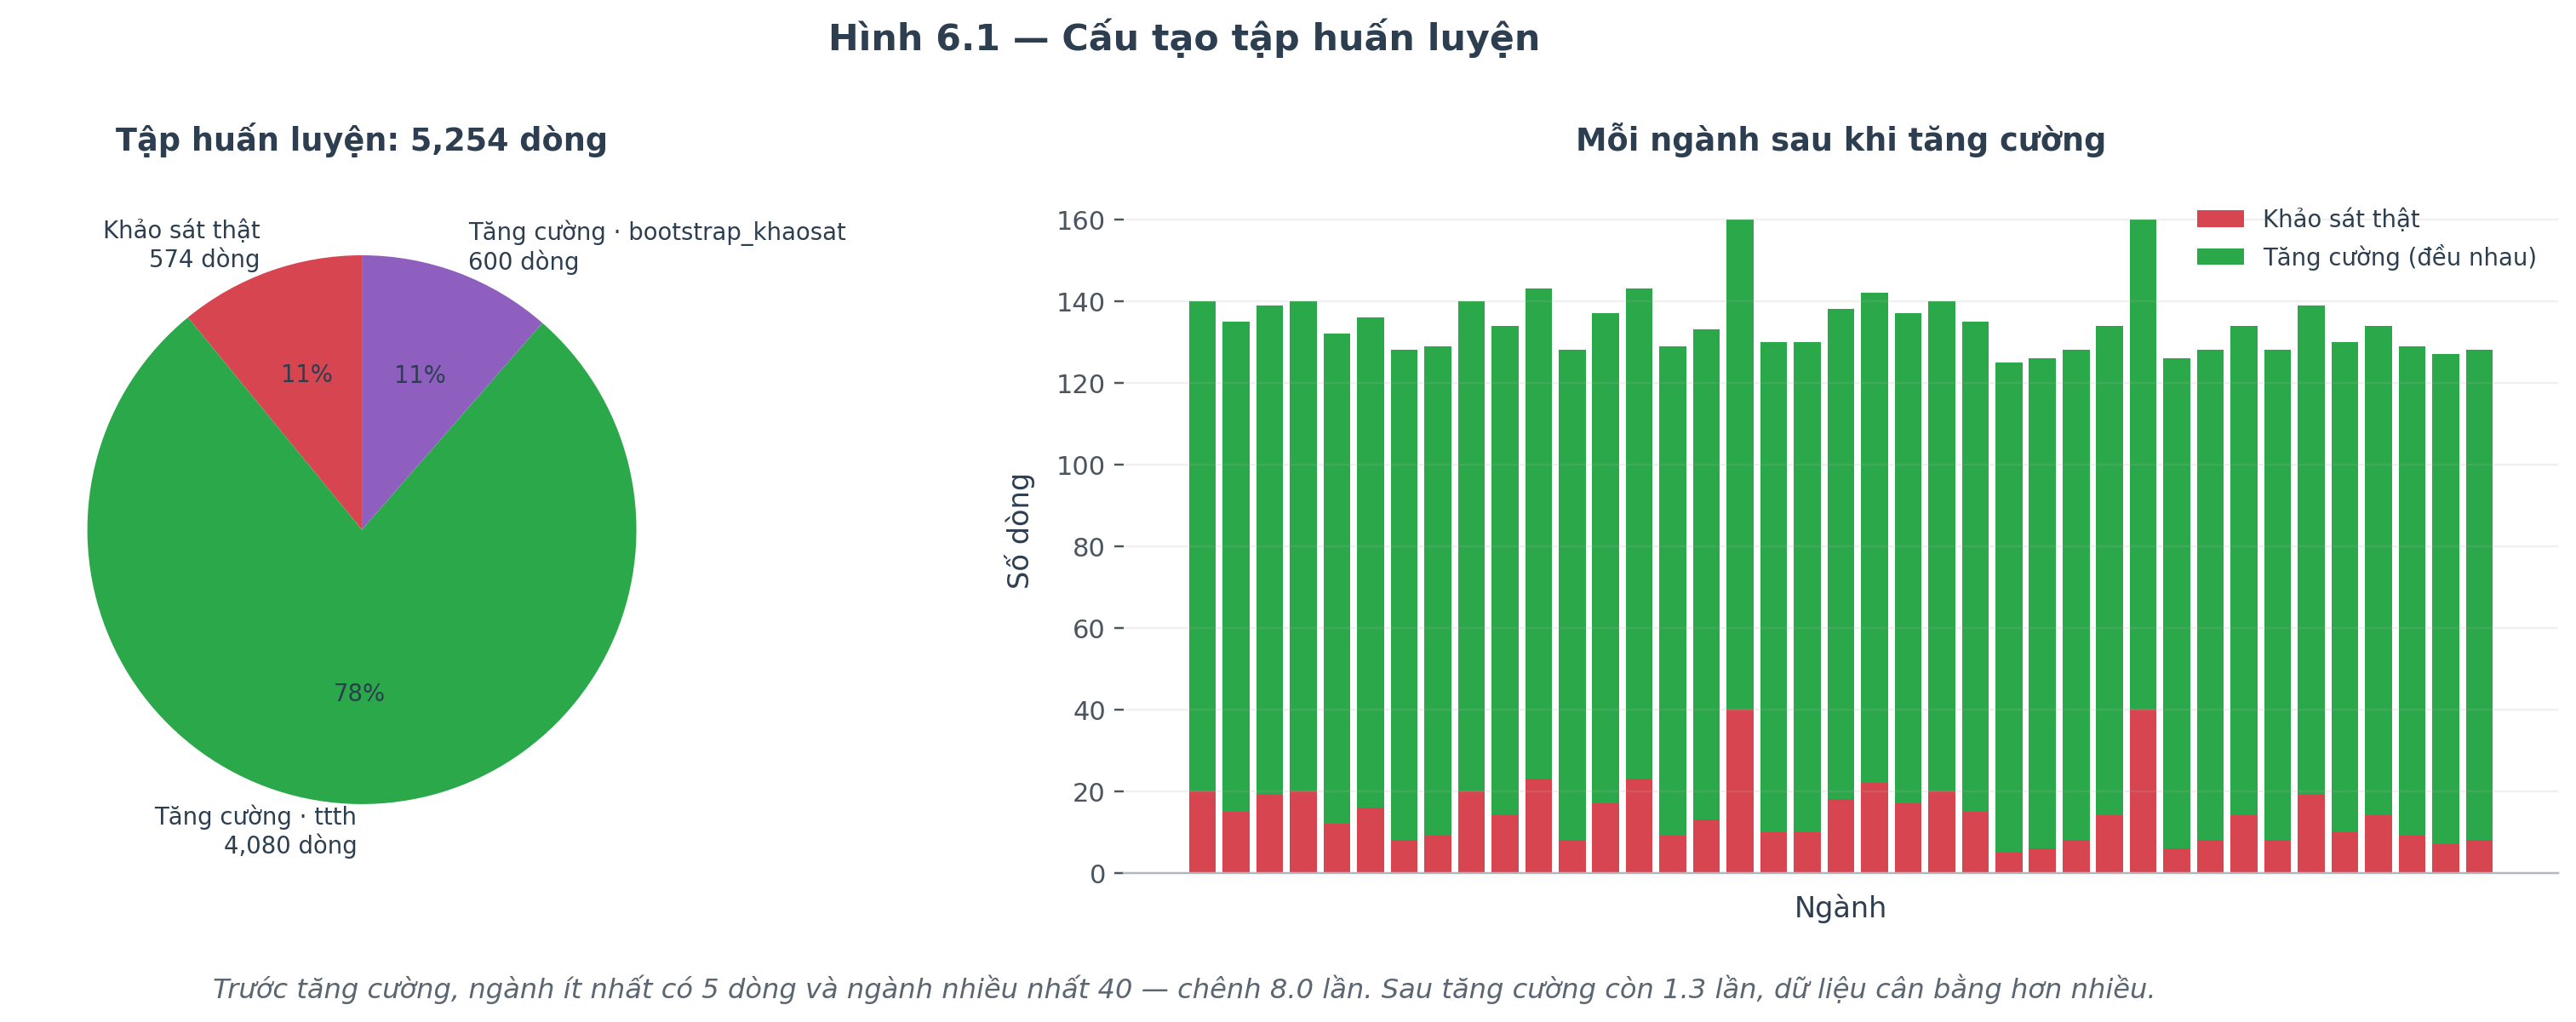 Hình 6.1 — Cấu tạo tập huấn luyện
Tập huấn luyện: 5,254 dòng
Khảo sát thật
574 dòng
Tăng cường · bootstrap_khaosat
600 dòng
11%
11%
78%
Tăng cường · ttth
4,080 dòng
Mỗi ngành sau khi tăng cường
Khảo sát thật
Tăng cường (đều nhau)
160
140
120
100
80
60
40
20
0
Số dòng
Ngành
Trước tăng cường, ngành ít nhất có 5 dòng và ngành nhiều nhất 40 — chênh 8.0 lần. Sau tăng cường còn 1.3 lần, dữ liệu cân bằng hơn nhiều.